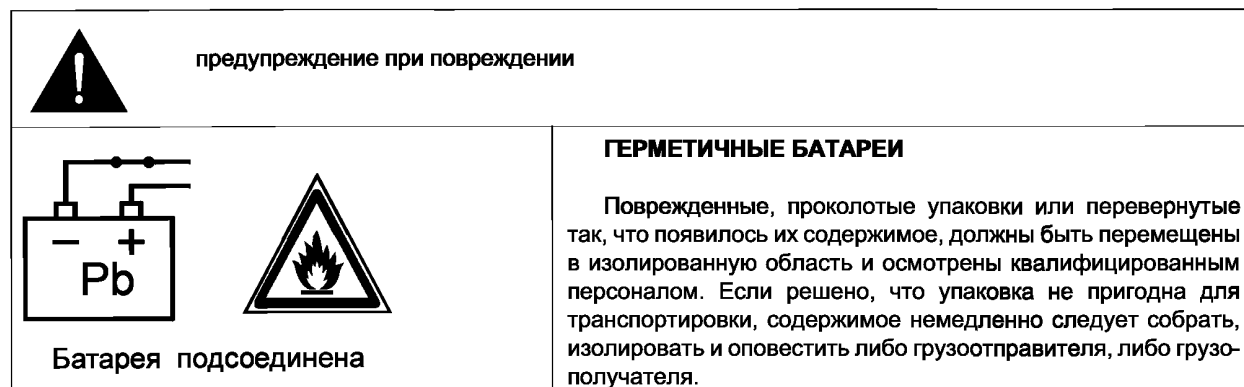 предупреждение при повреждении
− +
Pb
Батарея подсоединена
ГЕРМЕТИЧНЫЕ БАТАРЕИ
Поврежденные, проколотые упаковки или перевернутые
так, что появилось их содержимое, должны быть перемещены
в изолированную область и осмотрены квалифицированным
персоналом. Если решено, что упаковка не пригодна для
транспортировки, содержимое немедленно следует собрать,
изолировать и оповестить либо грузоотправителя, либо грузо-
получателя.